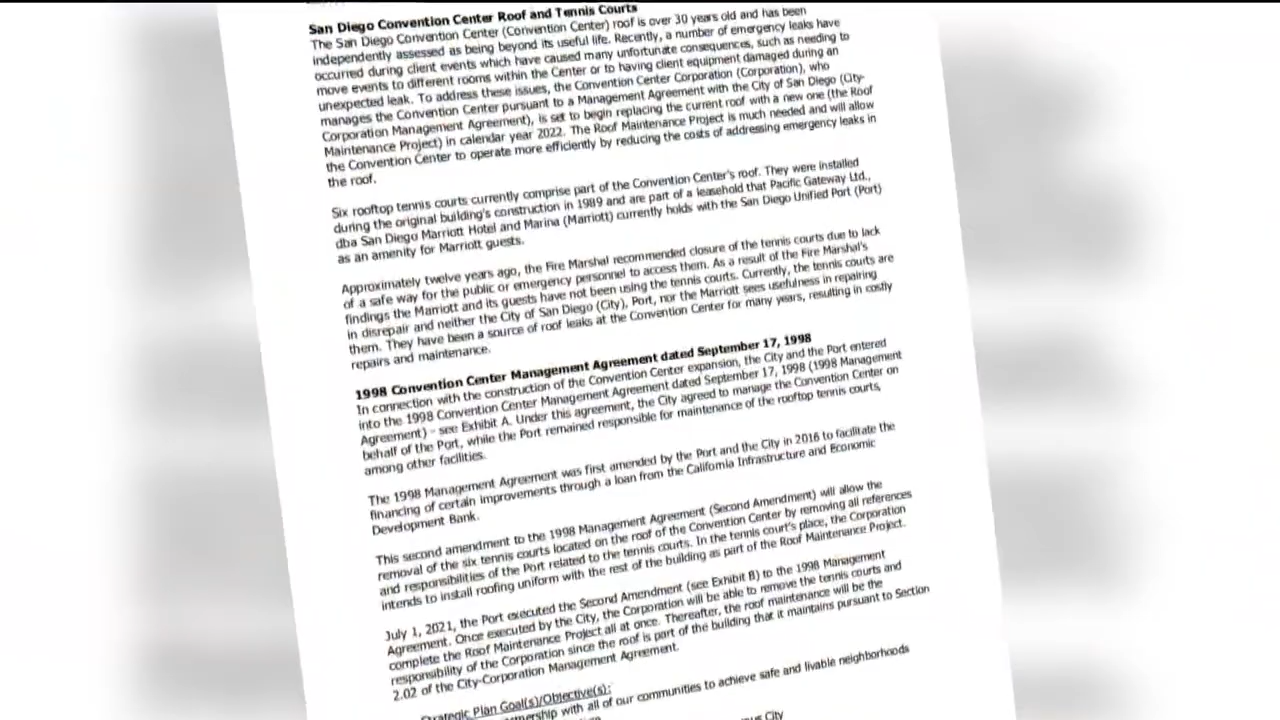 San Diego Convention Center Roof and Tennis Courts
The San Diego Convention Center (Convention Center) roof is over 30 years old and has been
independently assessed as being beyond its useful life. Recently, a number of emergency leaks have
occurred during client events which have caused many unfortunate consequences, such as needing to
move events to different rooms within the Center or to having client equipment damaged during an
unexpected leak. To address these issues, the Convention Center Corporation (Corporation), who
manages the Convention Center pursuant to a Management Agreement with the City of San Diego (City-
Corporation Management Agreement), is set to begin replacing the current roof with a new one (the Roof
Maintenance Project) in calendar year 2022. The Roof Maintenance Project is much needed and will allow
the Convention Center to operate more efficiently by reducing the costs of addressing emergency leaks in
the roof.
Six rooftop tennis courts currently comprise part of the Convention Center's roof. They were installed
during the original building's construction in 1989 and are part of a leasehold that Pacific Gateway Ltd.,
dba San Diego Marriott Hotel and Marina (Marriott) currently holds with the San Diego Unified Port (Port)
as an amenity for Marriott guests.
Approximately twelve years ago, the Fire Marshal recommended closure of the tennis courts due to lack
of a safe way for the public or emergency personnel to access them. As a result of the Fire Marshal's
findings the Marriott and its guests have not been using the tennis courts. Currently, the tennis courts are
in disrepair and neither the City of San Diego (City), Port, nor the Marriott sees usefulness in repairing
them. They have been a source of roof leaks at the Convention Center for many years, resulting in costly
repairs and maintenance.
1998 Convention Center Management Agreement dated September 17, 1998
In connection with the construction of the Convention Center expansion, the City and the Port entered
into the 1998 Convention Center Management Agreement dated September 17, 1998 (1998 Management
Agreement) - see Exhibit A. Under this agreement, the City agreed to manage the Convention Center on
behalf of the Port, while the Port remained responsible for maintenance of the rooftop tennis courts,
among other facilities.
The 1998 Management Agreement was first amended by the Port and the City in 2016 to facilitate the
financing of certain improvements through a loan from the California Infrastructure and Economic
Development Bank.
This second amendment to the 1998 Management Agreement (Second Amendment) will allow the
removal of the six tennis courts located on the roof of the Convention Center by removing all references
and responsibilities of the Port related to the tennis courts. In the tennis court's place, the Corporation
intends to install roofing uniform with the rest of the building as part of the Roof Maintenance Project.
July 1, 2021, the Port executed the Second Amendment (see Exhibit B) to the 1998 Management
Agreement. Once executed by the City, the Corporation will be able to remove the tennis courts and
complete the Roof Maintenance Project all at once. Thereafter, the roof maintenance will be the
responsibility of the Corporation since the roof is part of the building that it maintains pursuant to Section
2.02 of the City-Corporation Management Agreement.
Strategic Plan Goal(s)/Objective(s):
with all of our communities to achieve safe and livable neighborhoods
City